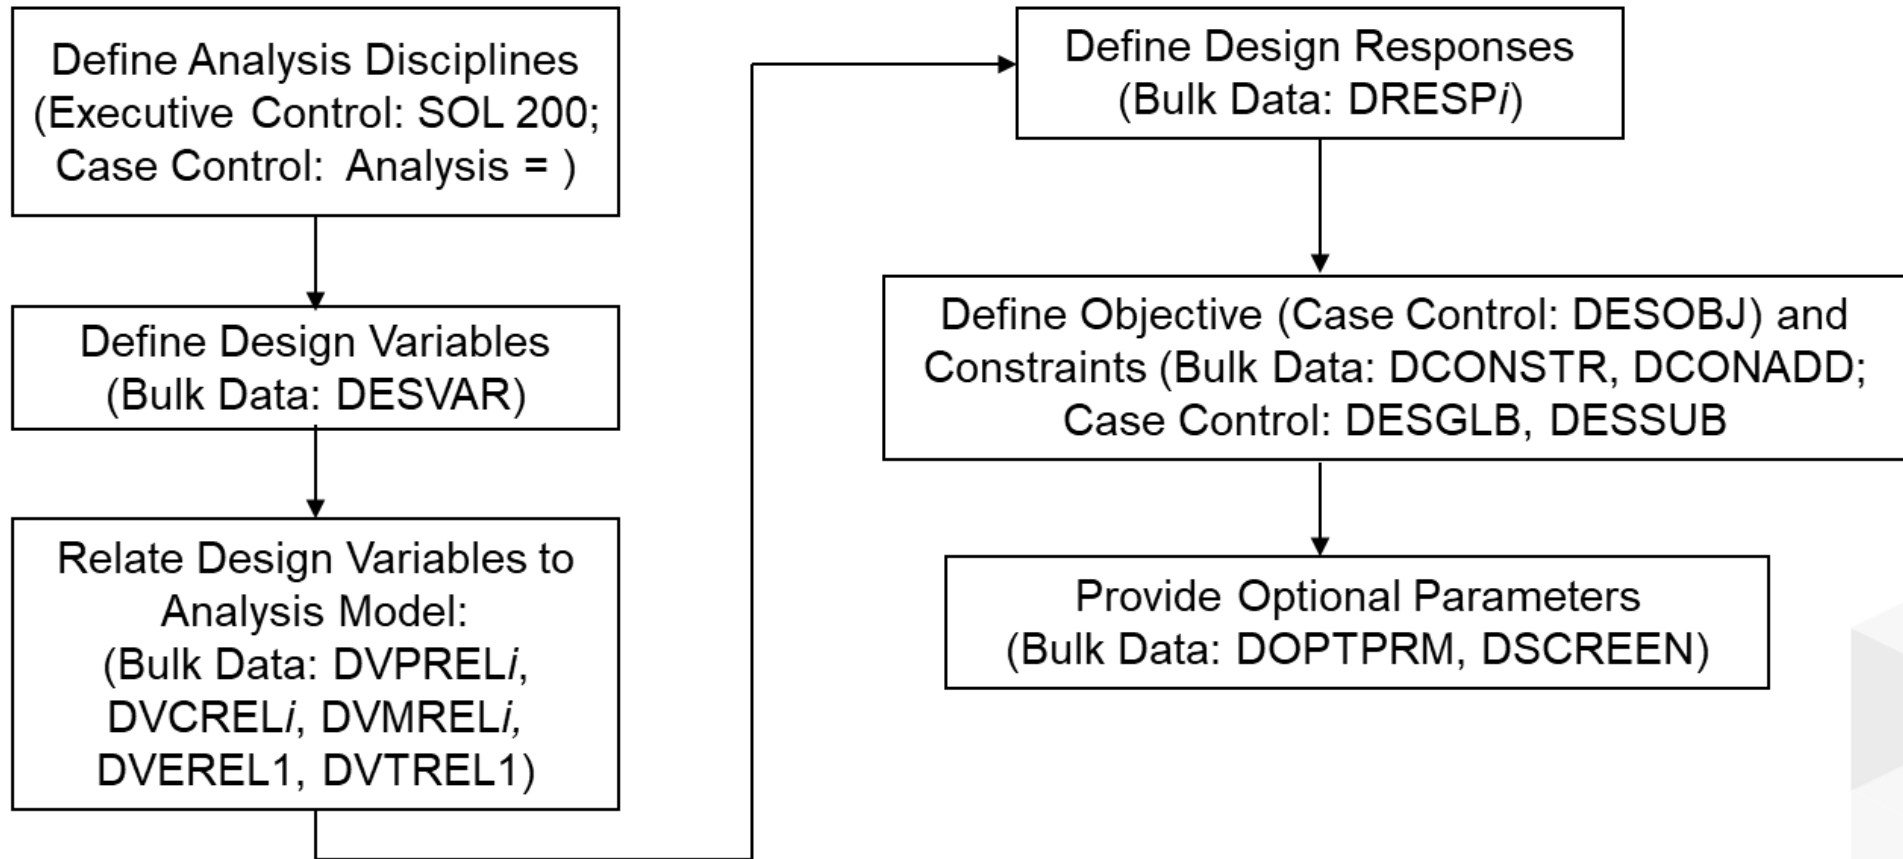 Define Analysis Disciplines
(Executive Control: SOL 200;
Case Control: Analysis = )
Define Design Variables
(Bulk Data: DESVAR)
Relate Design Variables to
Analysis Model:
(Bulk Data: DVPRELi,
DVCRELi, DVMRELi,
DVEREL1, DVTREL1)
Define Design Responses
(Bulk Data: DRESPi)
Define Objective (Case Control: DESOBJ) and
Constraints (Bulk Data: DCONSTR, DCONADD;
Case Control: DESGLB, DESSUB
Provide Optional Parameters
(Bulk Data: DOPTPRM, DSCREEN)